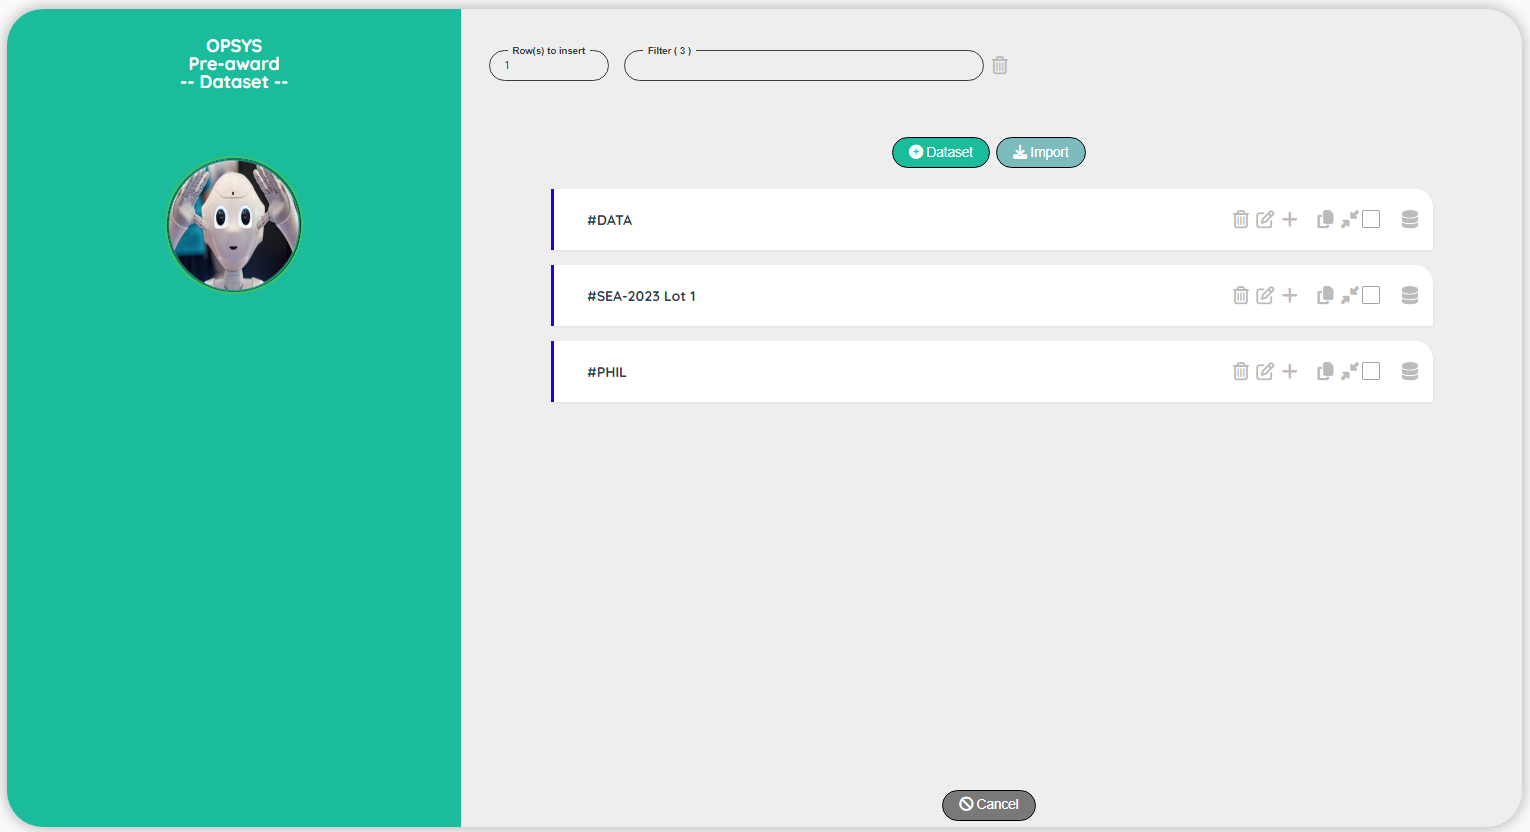 OPSYS
Pre-award
-- Dataset --
Row(s) to insert
1
Filter ( 3 )
Dataset
Import
#DATA
#SEA-2023 Lot 1
#PHIL
Cancel